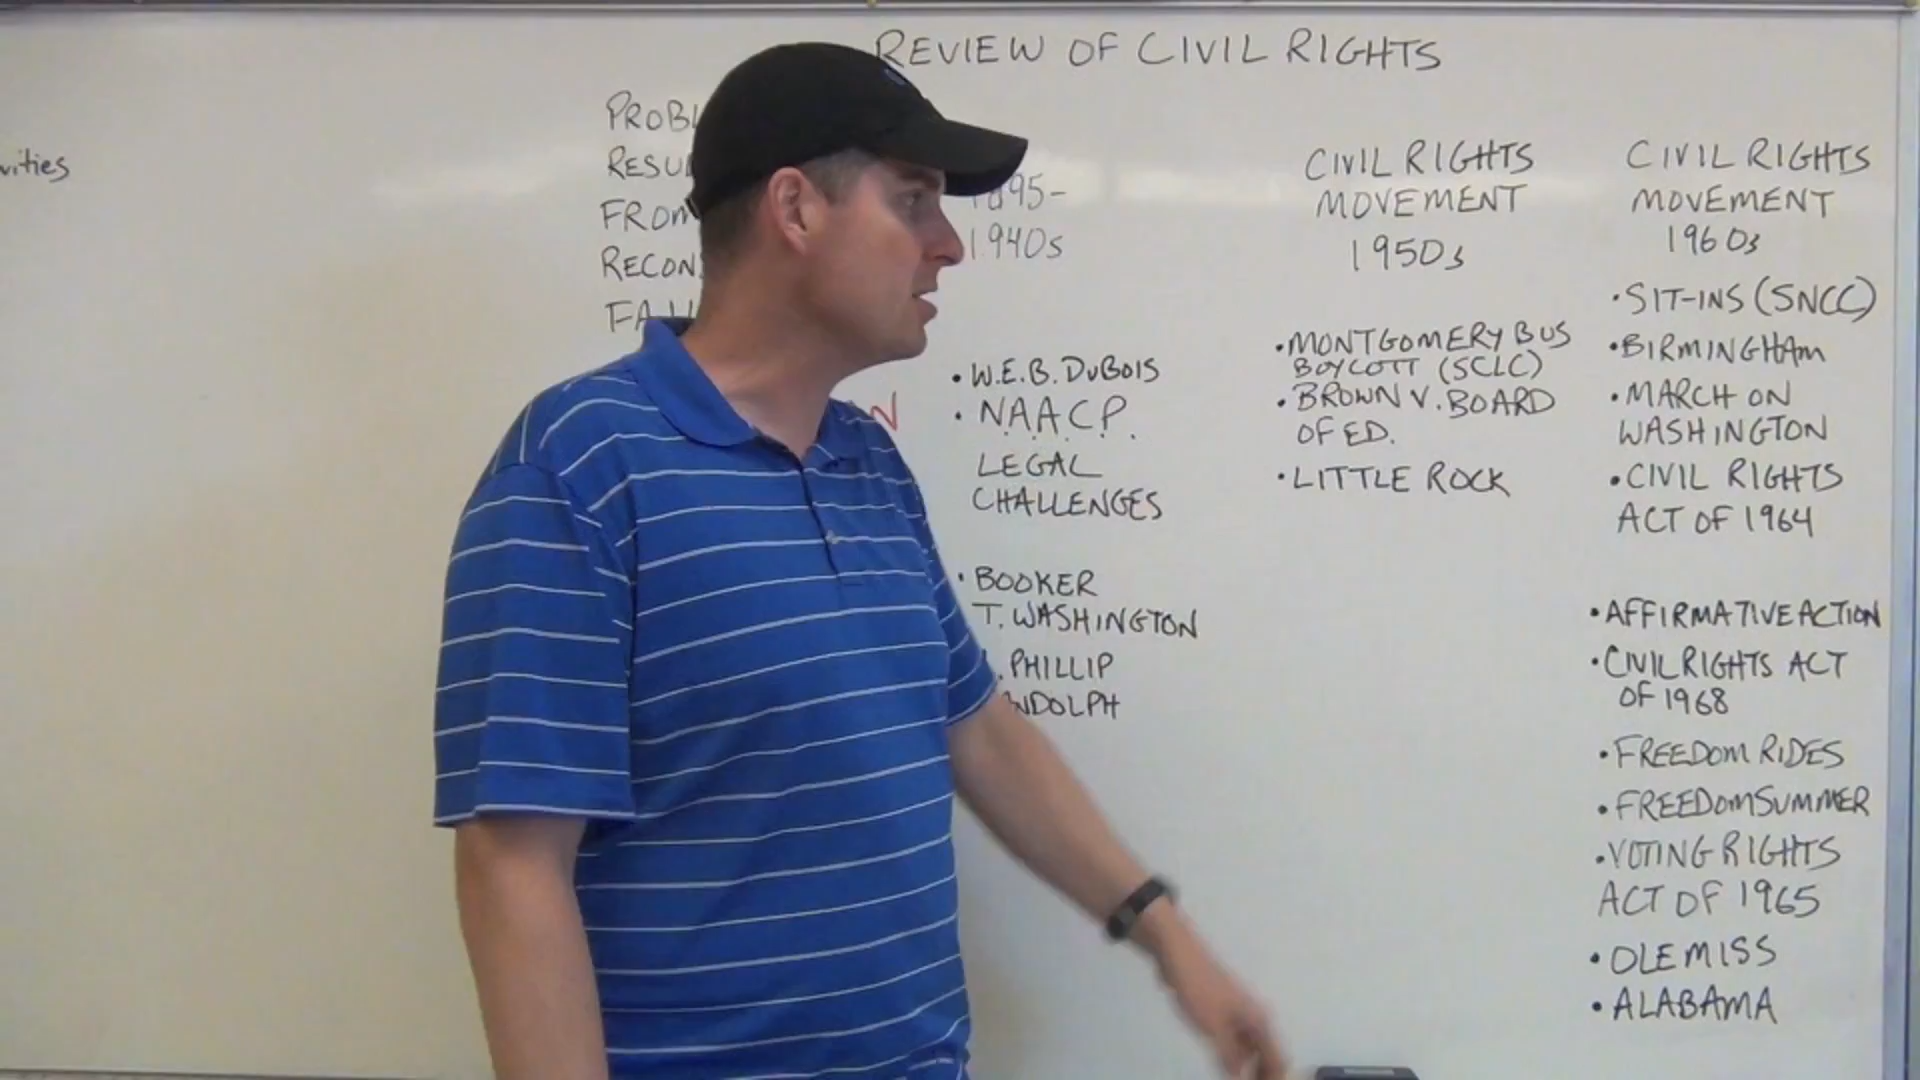 REVIEW OF CIVIL RIGHTS
RESU
FROM
RECON
1895-
1940s
• W.E.B. DUBOIS
• N.A.A.C.P.
LEGAL
CHALLENGES
• BOOKER
T. WASHINGTON
. PHILLIP
NDOLPH
CIVIL RIGHTS
MOVEMENT
1950s
• MONTGOMERY BUS
BOYCOTT (SCLC)
• BROWN V. BOARD
OF ED.
• LITTLE ROCK
CIVIL RIGHTS
MOVEMENT
1960s
• SIT-INS (SNCC)
• BIRMINGHAM
• MARCH ON
WASHINGTON
• CIVIL RIGHTS
ACT OF 1964
• AFFIRMATIVE ACTION
• CIVIL RIGHTS ACT
OF 1968
• FREEDOM RIDES
• FREEDOM SUMMER
• VOTING RIGHTS
ACT OF 1965
• OLE MISS
• ALABAMA